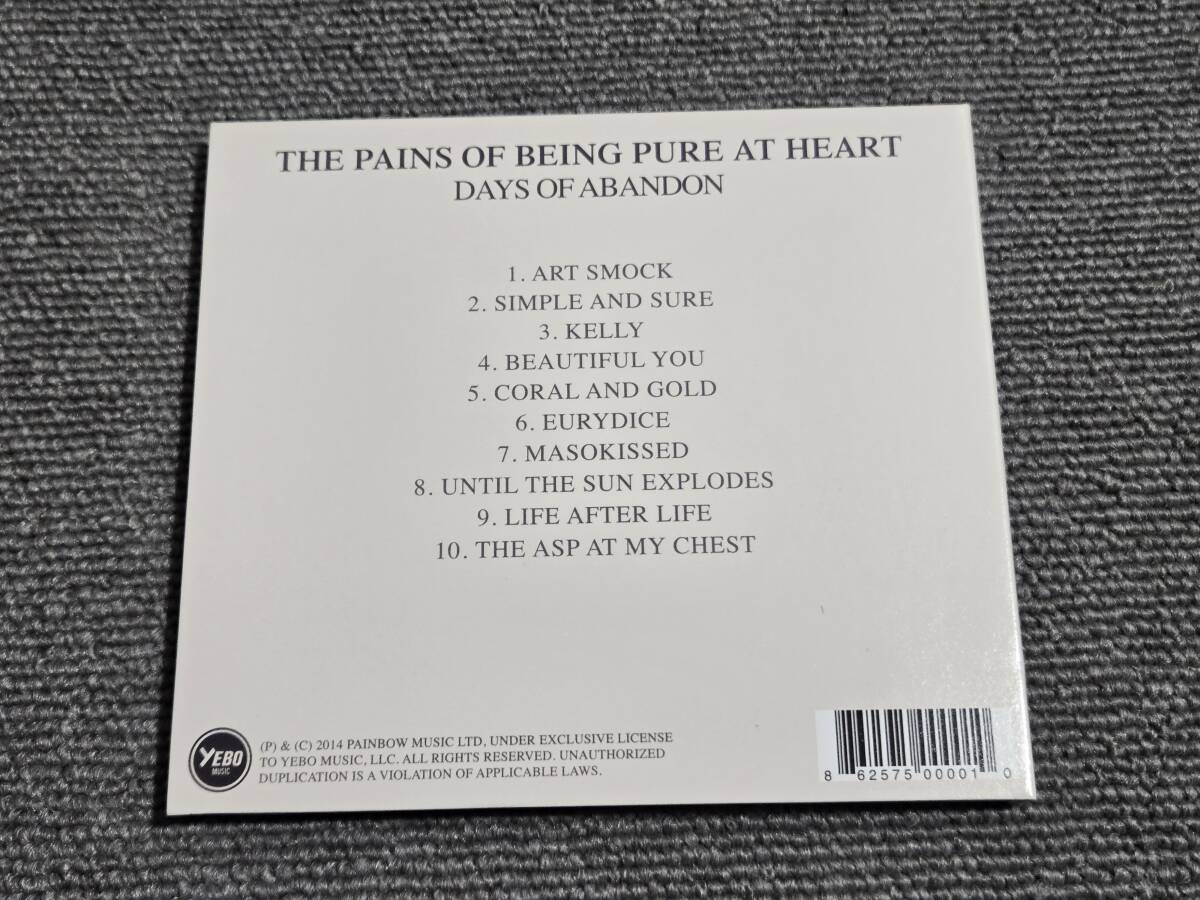 THE PAINS OF BEING PURE AT HEART
DAYS OF ABANDON
1. ART SMOCK
2. SIMPLE AND SURE
3. KELLY
4. BEAUTIFUL YOU
5. CORAL AND GOLD
6. EURYDICE
7. MASOKISSED
8. UNTIL THE SUN EXPLODES
9. LIFE AFTER LIFE
10. THE ASP AT MY CHEST
YEBO
MUSIC
(P) & (C) 2014 PAINBOW MUSIC LTD, UNDER EXCLUSIVE LICENSE
TO YEBO MUSIC, LLC. ALL RIGHTS RESERVED. UNAUTHORIZED
DUPLICATION IS A VIOLATION OF APPLICABLE LAWS.
8 62575 00001 0